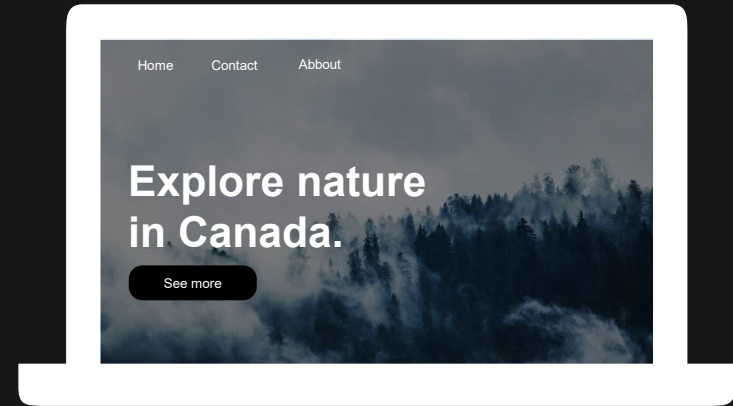 Home Contact Abbout
Explore nature
in Canada.
See more